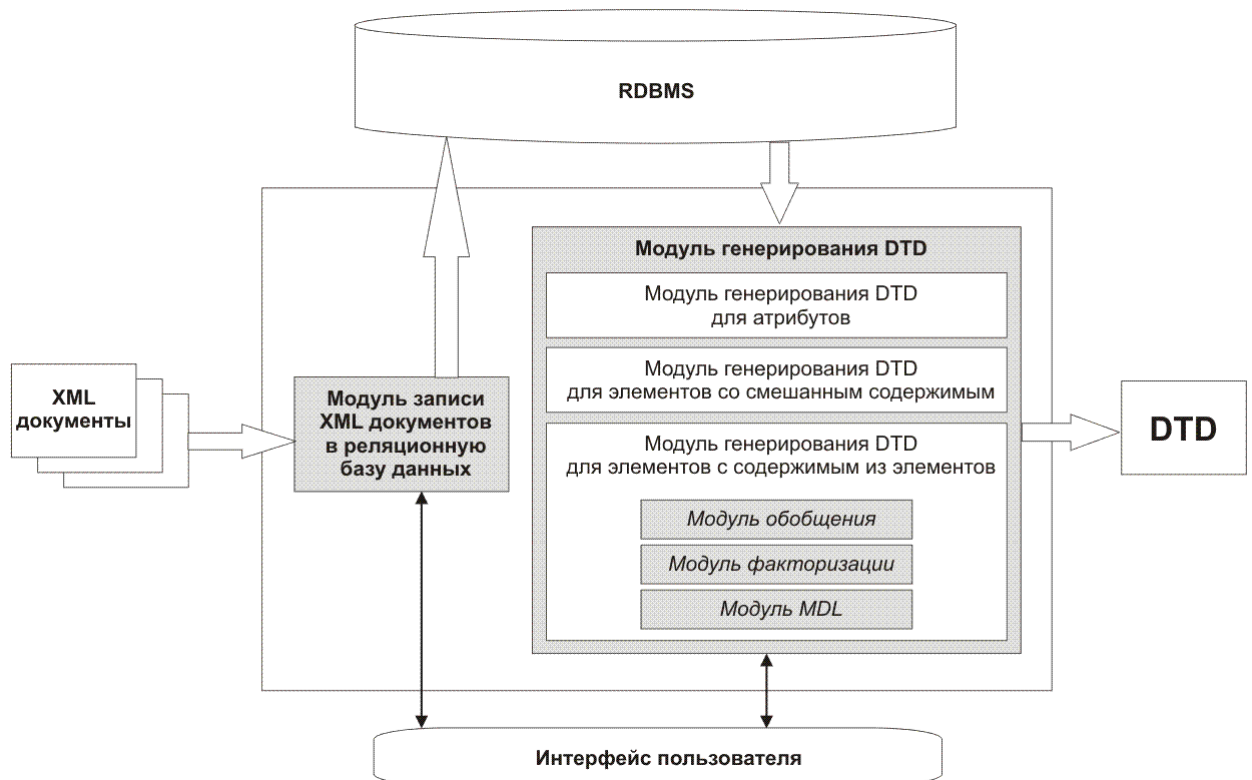 RDBMS
Модуль генерирования DTD
Модуль генерирования DTD
для атрибутов
Модуль генерирования DTD
для элементов со смешанным содержимым
Модуль генерирования DTD
для элементов с содержимым из элементов
Модуль обобщения
Модуль факторизации
Модуль MDL
XML
документы
Модуль записи
XML документов
в реляционную
базу данных
DTD
Интерфейс пользователя